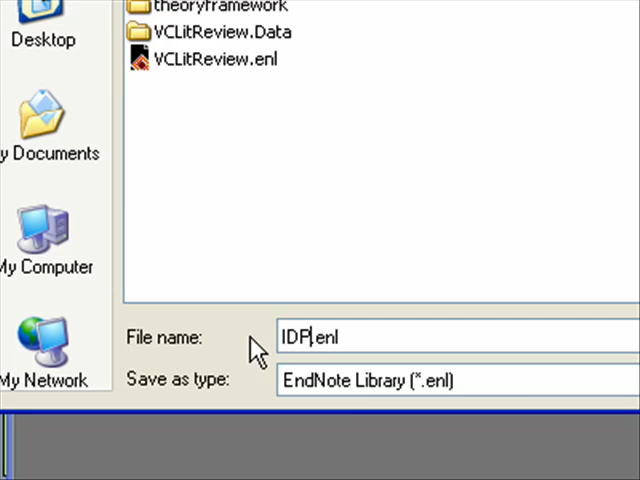 theoryframework
Desktop
VCLitReview.Data
VCLitReview.enl
y Documents
My Computer
File name:
IDP.enl
My Network
Save as type:
EndNote Library (*.enl)